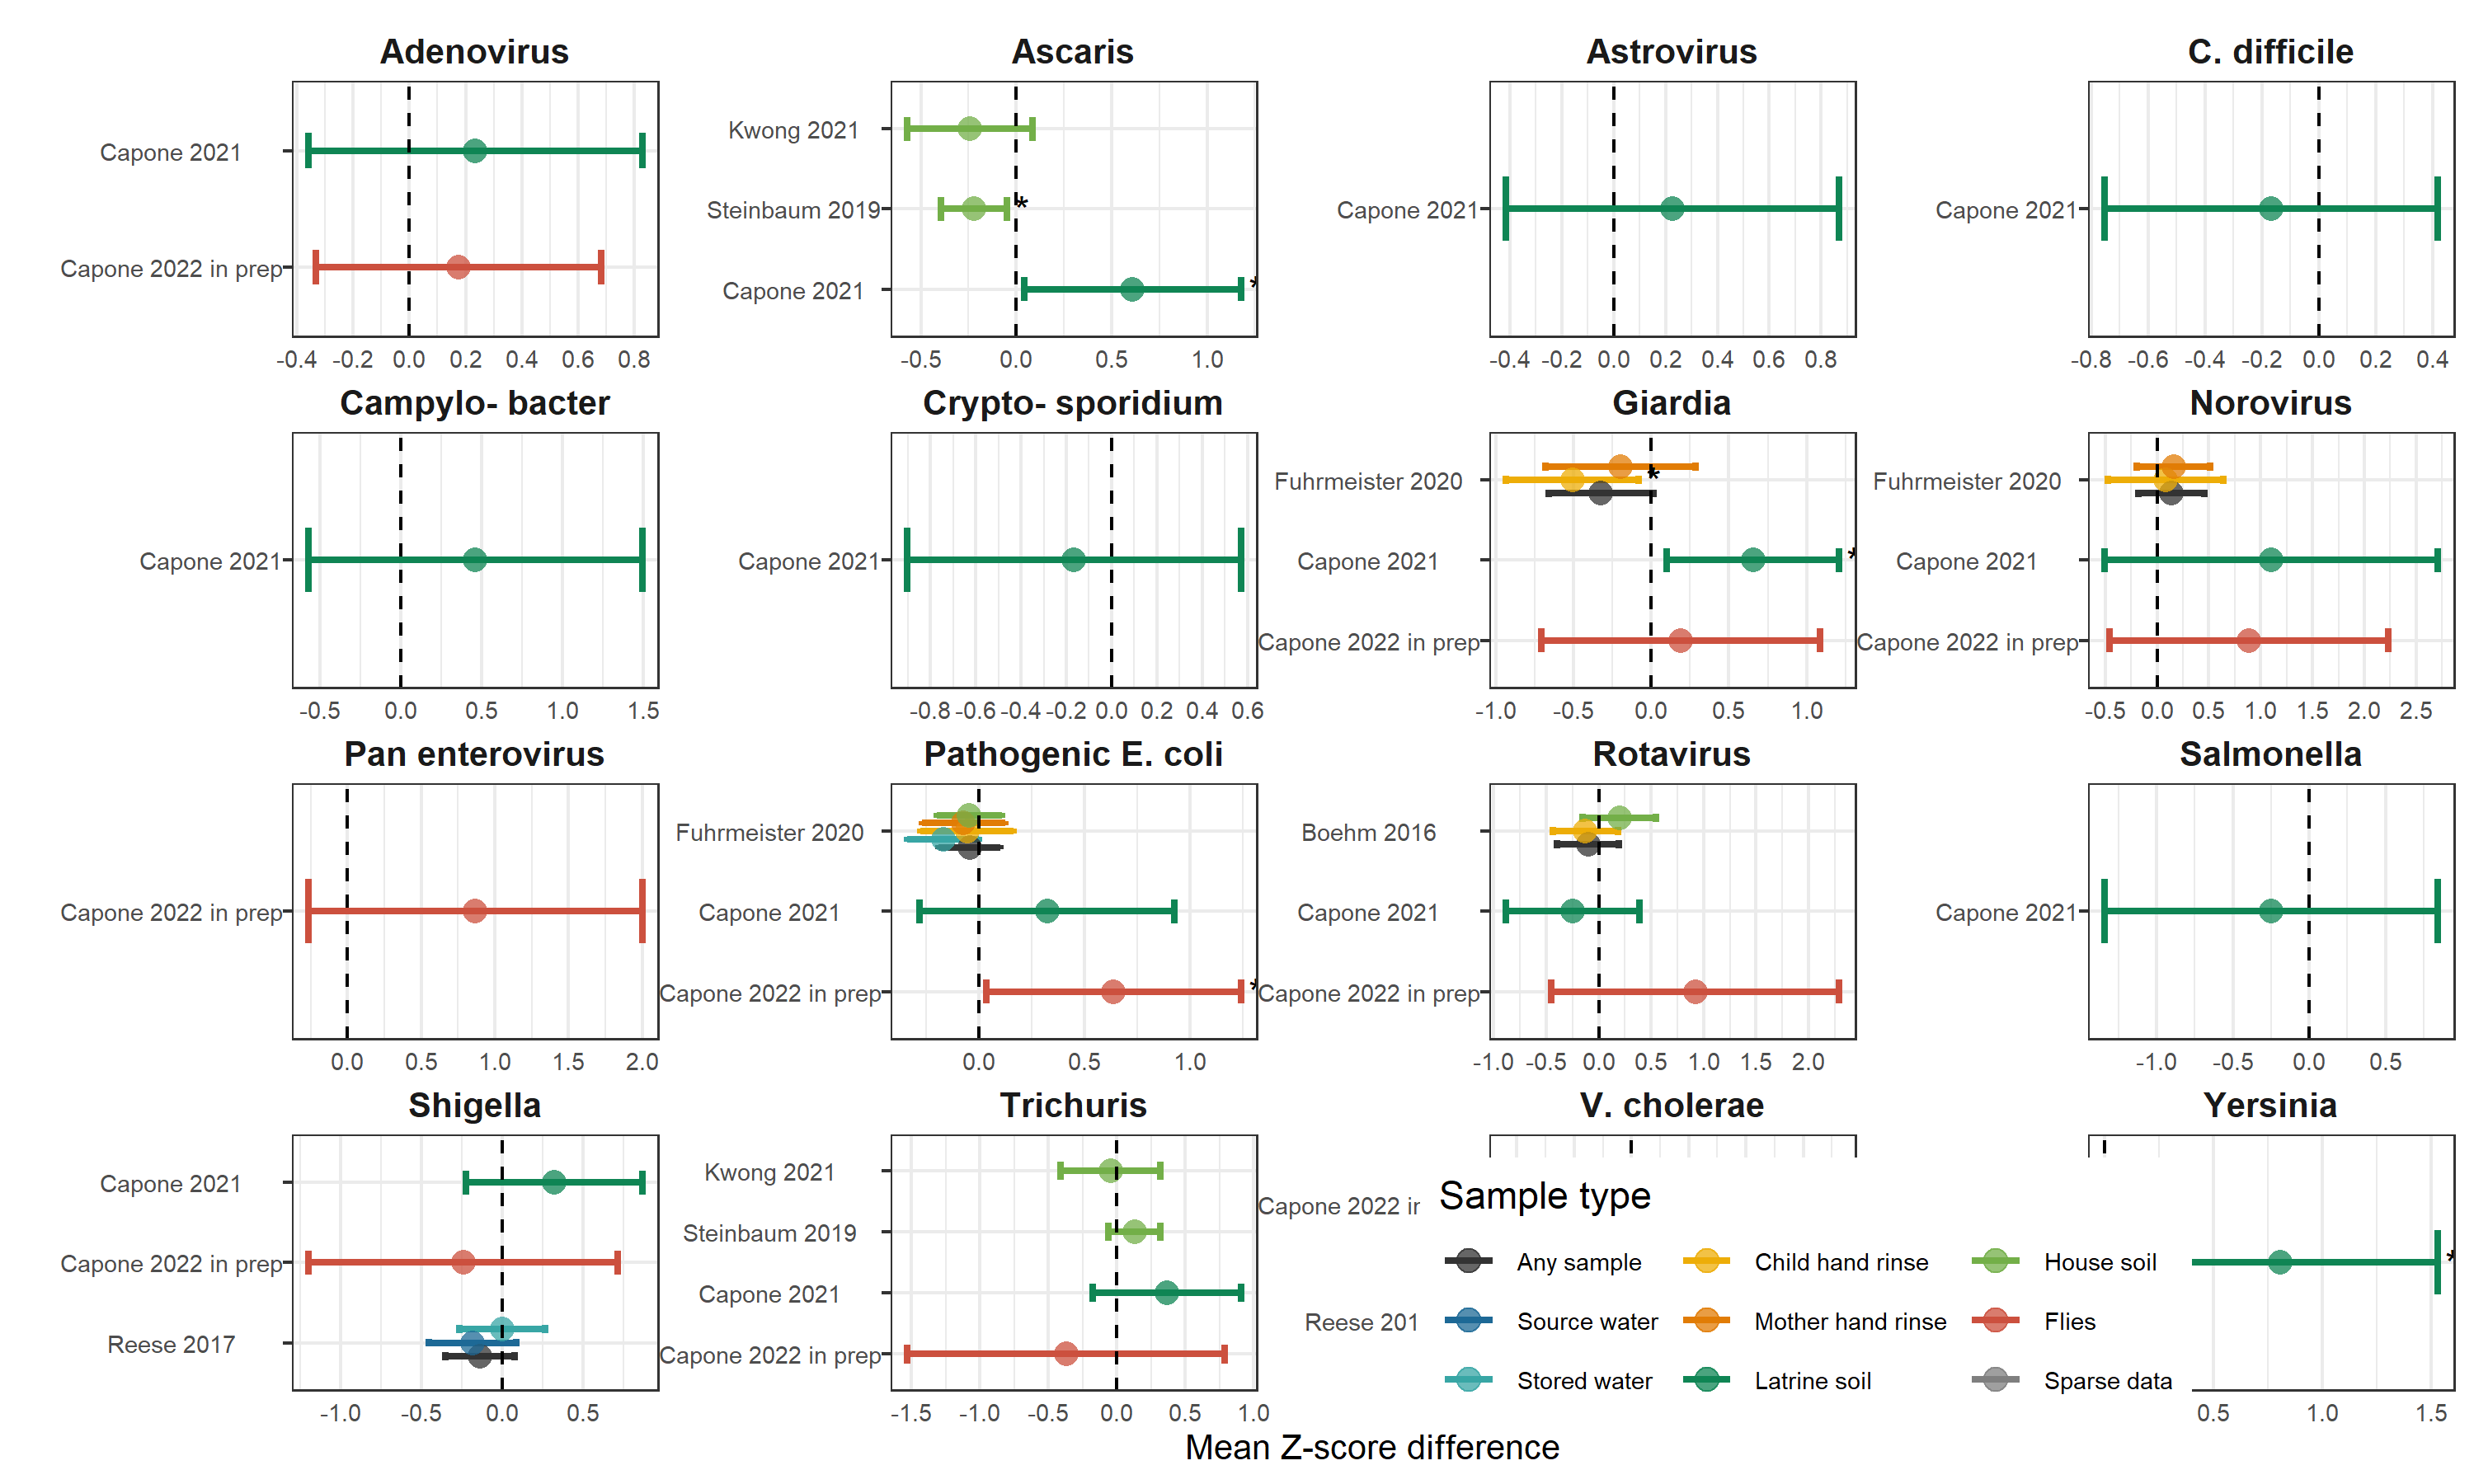 Adenovirus
Ascaris
Astrovirus
C. difficile
Capone 2021
Capone 2022 in prep
Kwong 2021
Steinbaum 2019
Capone 2021
*
*
Capone 2021
Capone 2021
-0.4 -0.2 0.0 0.2 0.4 0.6 0.8
-0.5 0.0 0.5 1.0
-0.4 -0.2 0.0 0.2 0.4 0.6 0.8
-0.8 -0.6 -0.4 -0.2 0.0 0.2 0.4
Campylo- bacter
Crypto- sporidium
Giardia
Norovirus
Capone 2021
Capone 2021
Fuhrmeister 2020
Capone 2021
Capone 2022 in prep
*
*
Fuhrmeister 2020
Capone 2021
Capone 2022 in prep
-0.5 0.0 0.5 1.0 1.5
-0.8 -0.6 -0.4 -0.2 0.0 0.2 0.4 0.6
-1.0 -0.5 0.0 0.5 1.0
-0.5 0.0 0.5 1.0 1.5 2.0 2.5
Pan enterovirus
Pathogenic E. coli
Rotavirus
Salmonella
Capone 2022 in prep
Fuhrmeister 2020
Capone 2021
Capone 2022 in prep
*
Boehm 2016
Capone 2021
Capone 2022 in prep
Capone 2021
0.0 0.5 1.0 1.5 2.0
0.0 0.5 1.0
-1.0 -0.5 0.0 0.5 1.0 1.5 2.0
-1.0 -0.5 0.0 0.5
Shigella
Trichuris
V. cholerae
Yersinia
Capone 2021
Capone 2022 in prep
Reese 2017
Kwong 2021
Steinbaum 2019
Capone 2021
Capone 2022 in prep
Capone 2022
Reese 201
*
-1.0 -0.5 0.0 0.5
-1.5 -1.0 -0.5 0.0 0.5 1.0
0.5 1.0 1.5
Sample type
Any sample
Source water
Stored water
Child hand rinse
Mother hand rinse
Latrine soil
House soil
Flies
Sparse data
Mean Z-score difference